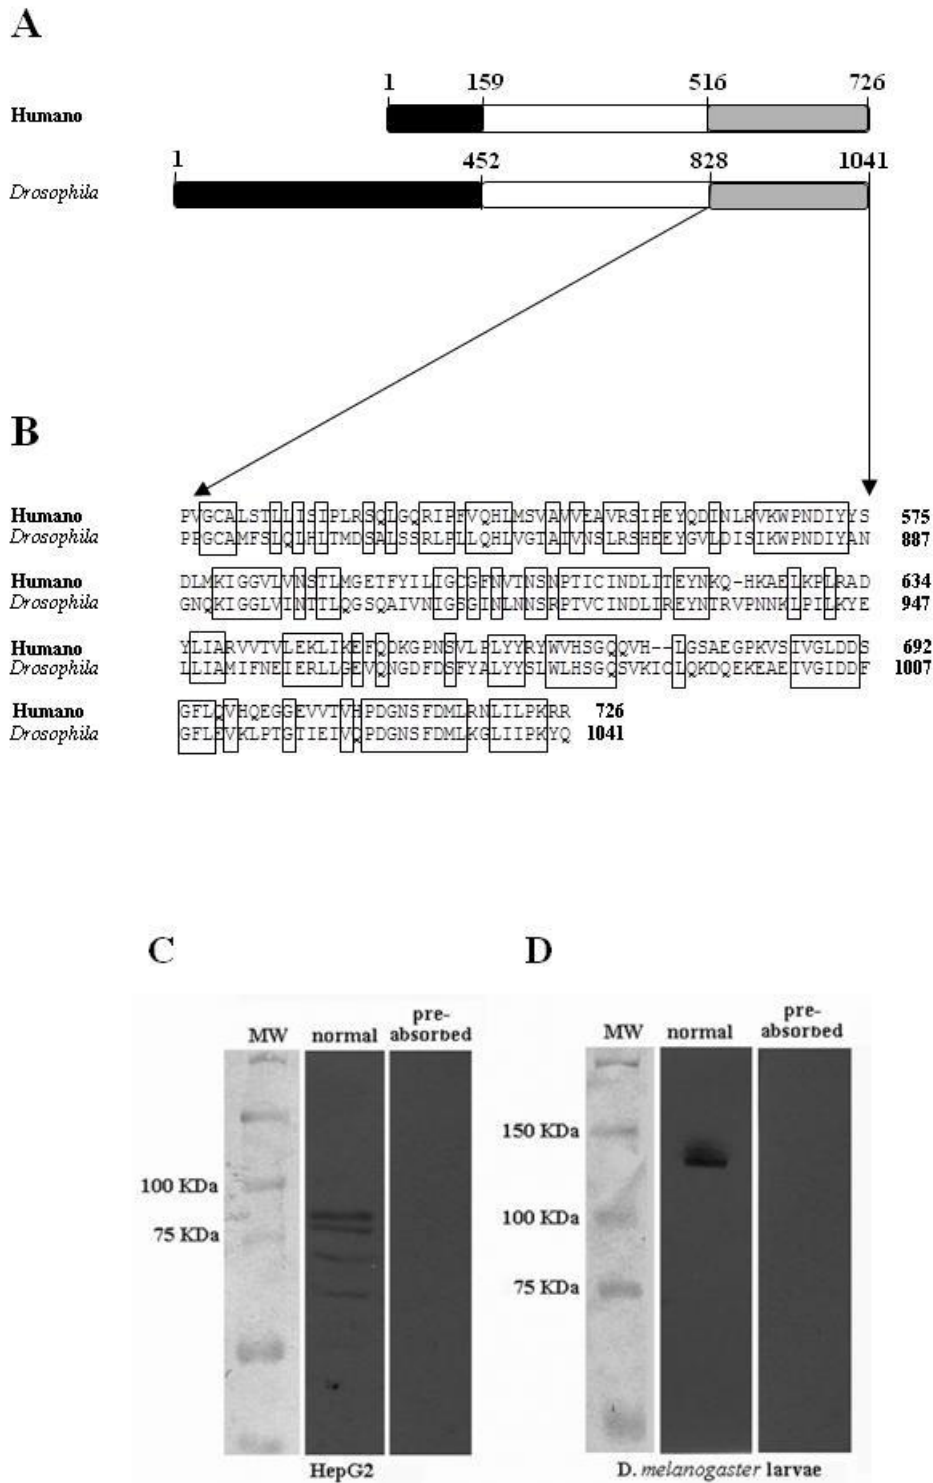 A
1 159 516 726
Humano
1 452 828 1041
Drosophila
B
Humano PVGCALSTLLISIPLRSQLGQRIPFVQHLMSVAVVEAVRSIPEYQDINLRVKWPNDIYYS 575
Drosophila PPGCAMFSLQLHLTMDSALSSRLPLLQHLVGTAIVNSLRSHEEYGVLDISIKWPNDIYAN 887
Humano DLMKIGGVLVNSTLMGETFYILIGCGFNVTNSNPTICINDLITEYNKQ-HKAELKPLRAD 634
Drosophila GNQKIGGLVINTTLQGSQAIVNIGSGINLNNSRPTVCINDLIREYNTRVPNNKLPILKYE 947
Humano YLIARVVTVLEKLIKEFQDKGPNSVLPLYYRYWVHSGQQVH--LGSAEGPKVSIVGLDDS 692
Drosophila LLIAMIFNEIERLLGEVQNGDFDSFYALYYSLWLHSGQSVKICLQKDQEKEAEIVGIDDF 1007
Humano GFLQVHQEGGEVVTVHPDGNSFDMLRNLILPKRR 726
Drosophila GFLEVKLPTGTIEIVQPDGNSFDMLKGLIIPKYQ 1041
C
MW normal pre-absorbed
100 KDa
75 KDa
HepG2
D
MW normal pre-absorbed
150 KDa
100 KDa
75 KDa
D. melanogaster larvae